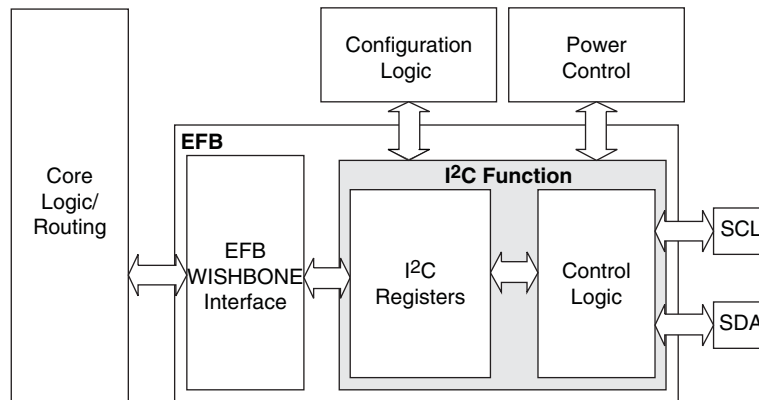 Configuration
Logic
Power
Control
EFB
I²C Function
Core
Logic/
Routing
EFB
WISHBONE
Interface
I²C
Registers
Control
Logic
SCL
SDA